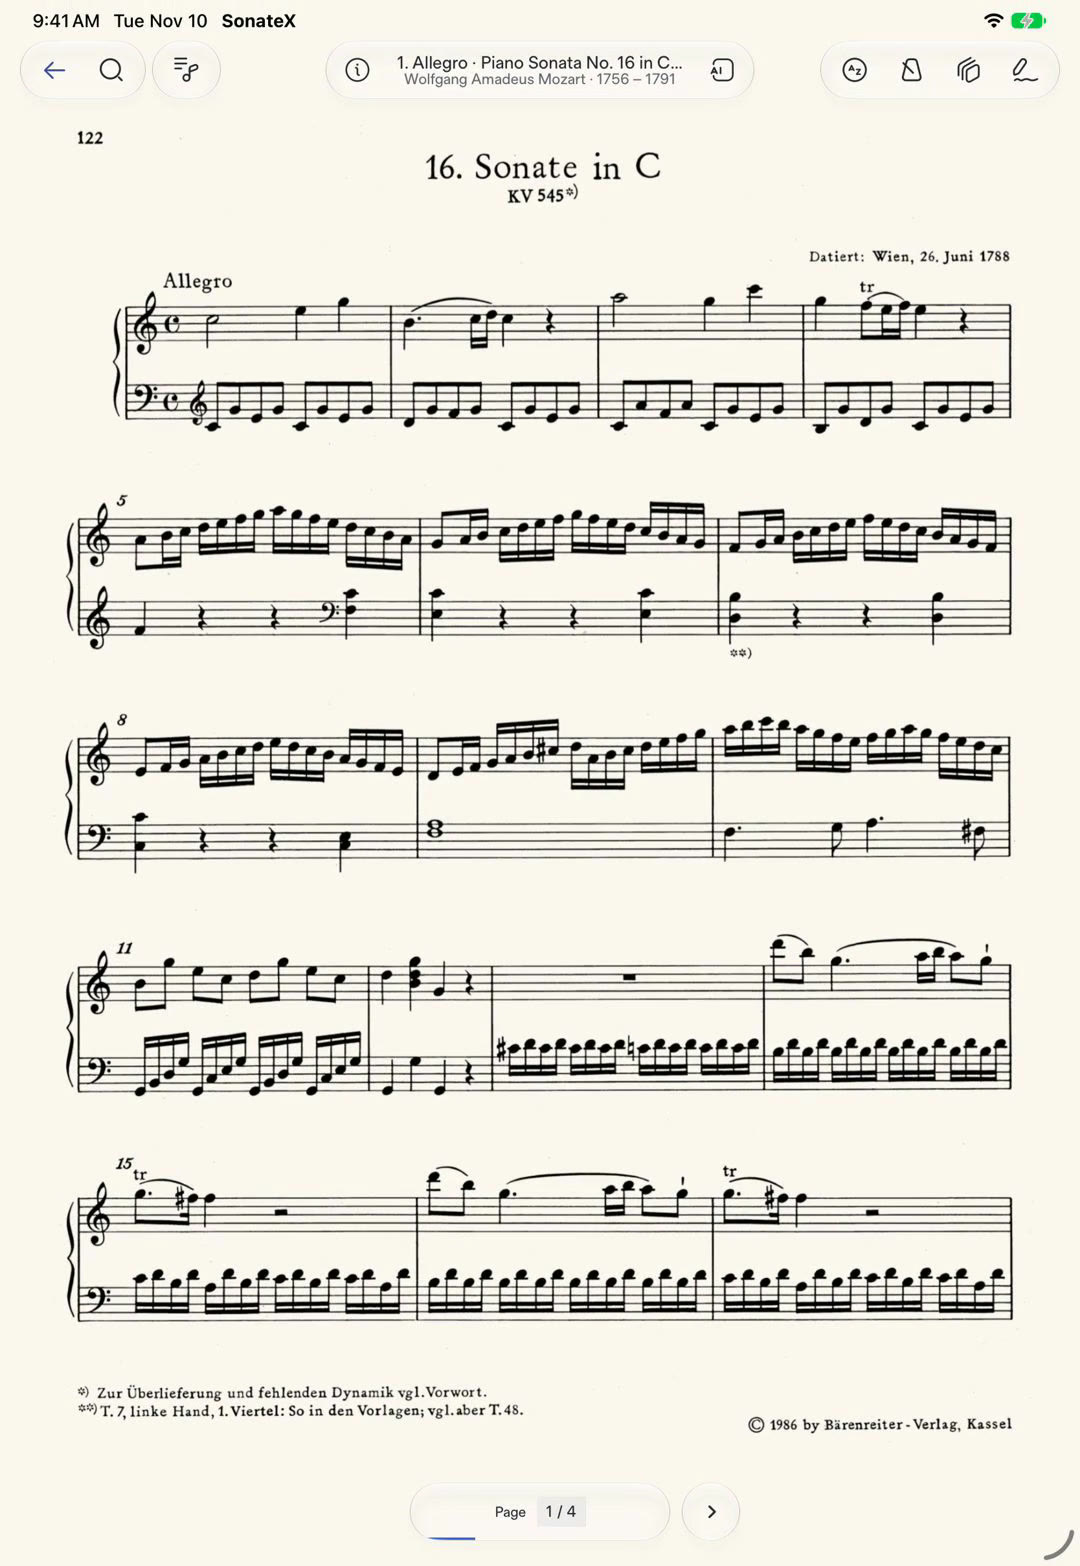 9:41 AM Tue Nov 10 SonateX
1. Allegro · Piano Sonata No. 16 in C...
Wolfgang Amadeus Mozart · 1756 – 1791
AI
AZ
122
16. Sonate in C
KV 545*)
Datiert: Wien, 26. Juni 1788
Allegro
tr
5
**)
8
11
15
tr
tr
*) Zur Überlieferung und fehlenden Dynamik vgl. Vorwort.
**) T. 7, linke Hand, 1. Viertel: So in den Vorlagen; vgl. aber T. 48.
© 1986 by Bärenreiter-Verlag, Kassel
Page 1 / 4